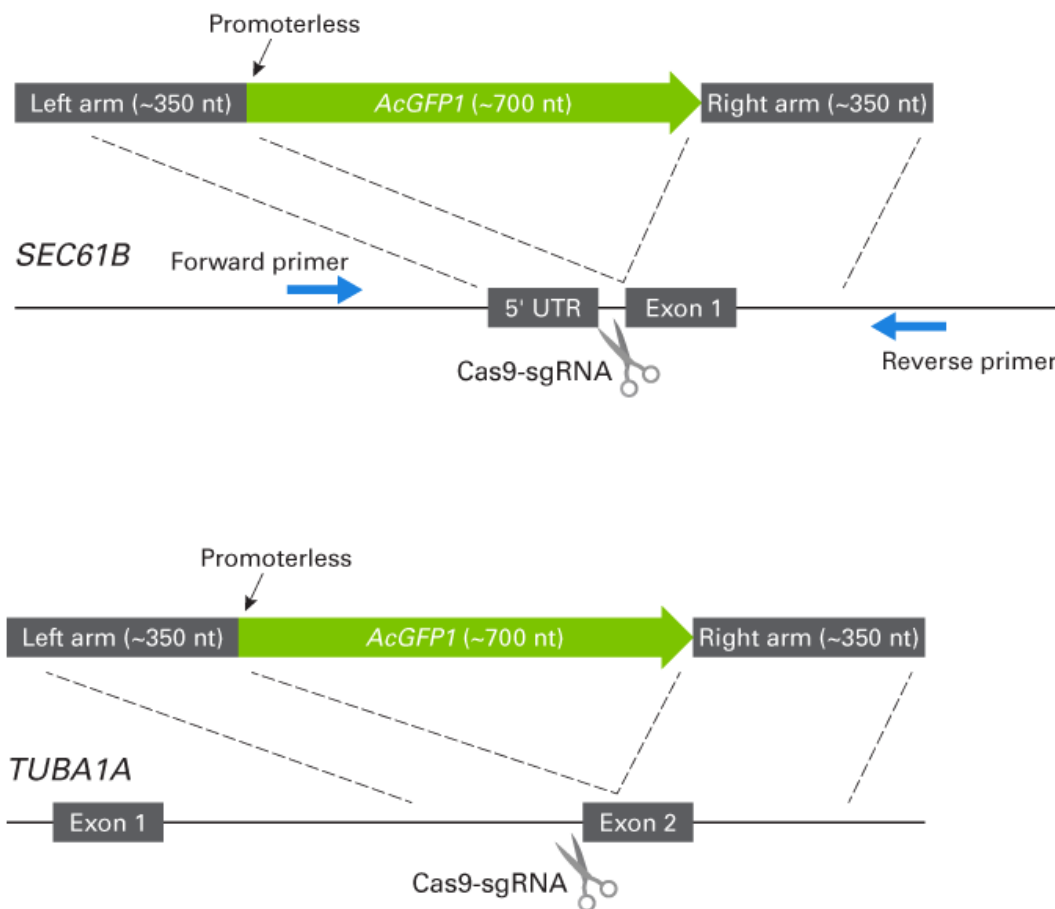 Promoterless
Left arm (~350 nt)
AcGFP1 (~700 nt)
Right arm (~350 nt)
SEC61B
Forward primer
5' UTR
Exon 1
Cas9-sgRNA
Reverse primer
Promoterless
Left arm (~350 nt)
AcGFP1 (~700 nt)
Right arm (~350 nt)
TUBA1A
Exon 1
Exon 2
Cas9-sgRNA